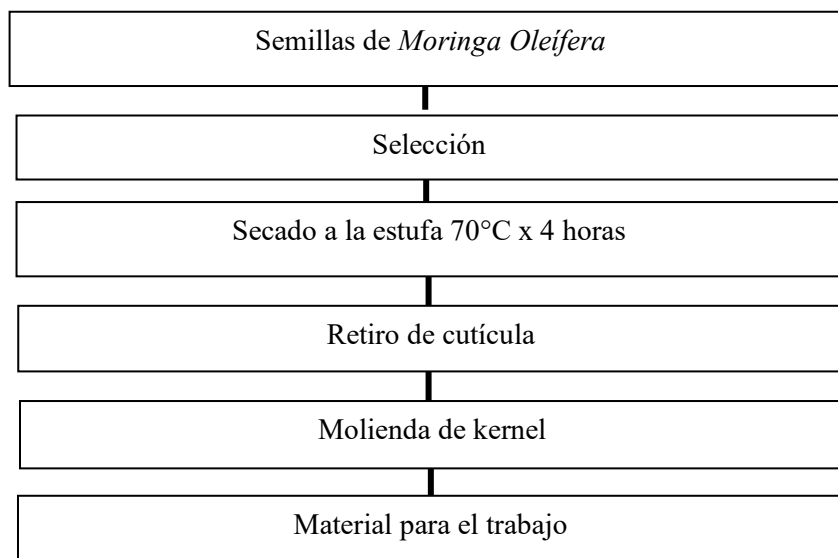 Semillas de Moringa Oleífera
Selección
Secado a la estufa 70°C x 4 horas
Retiro de cutícula
Molienda de kernel
Material para el trabajo